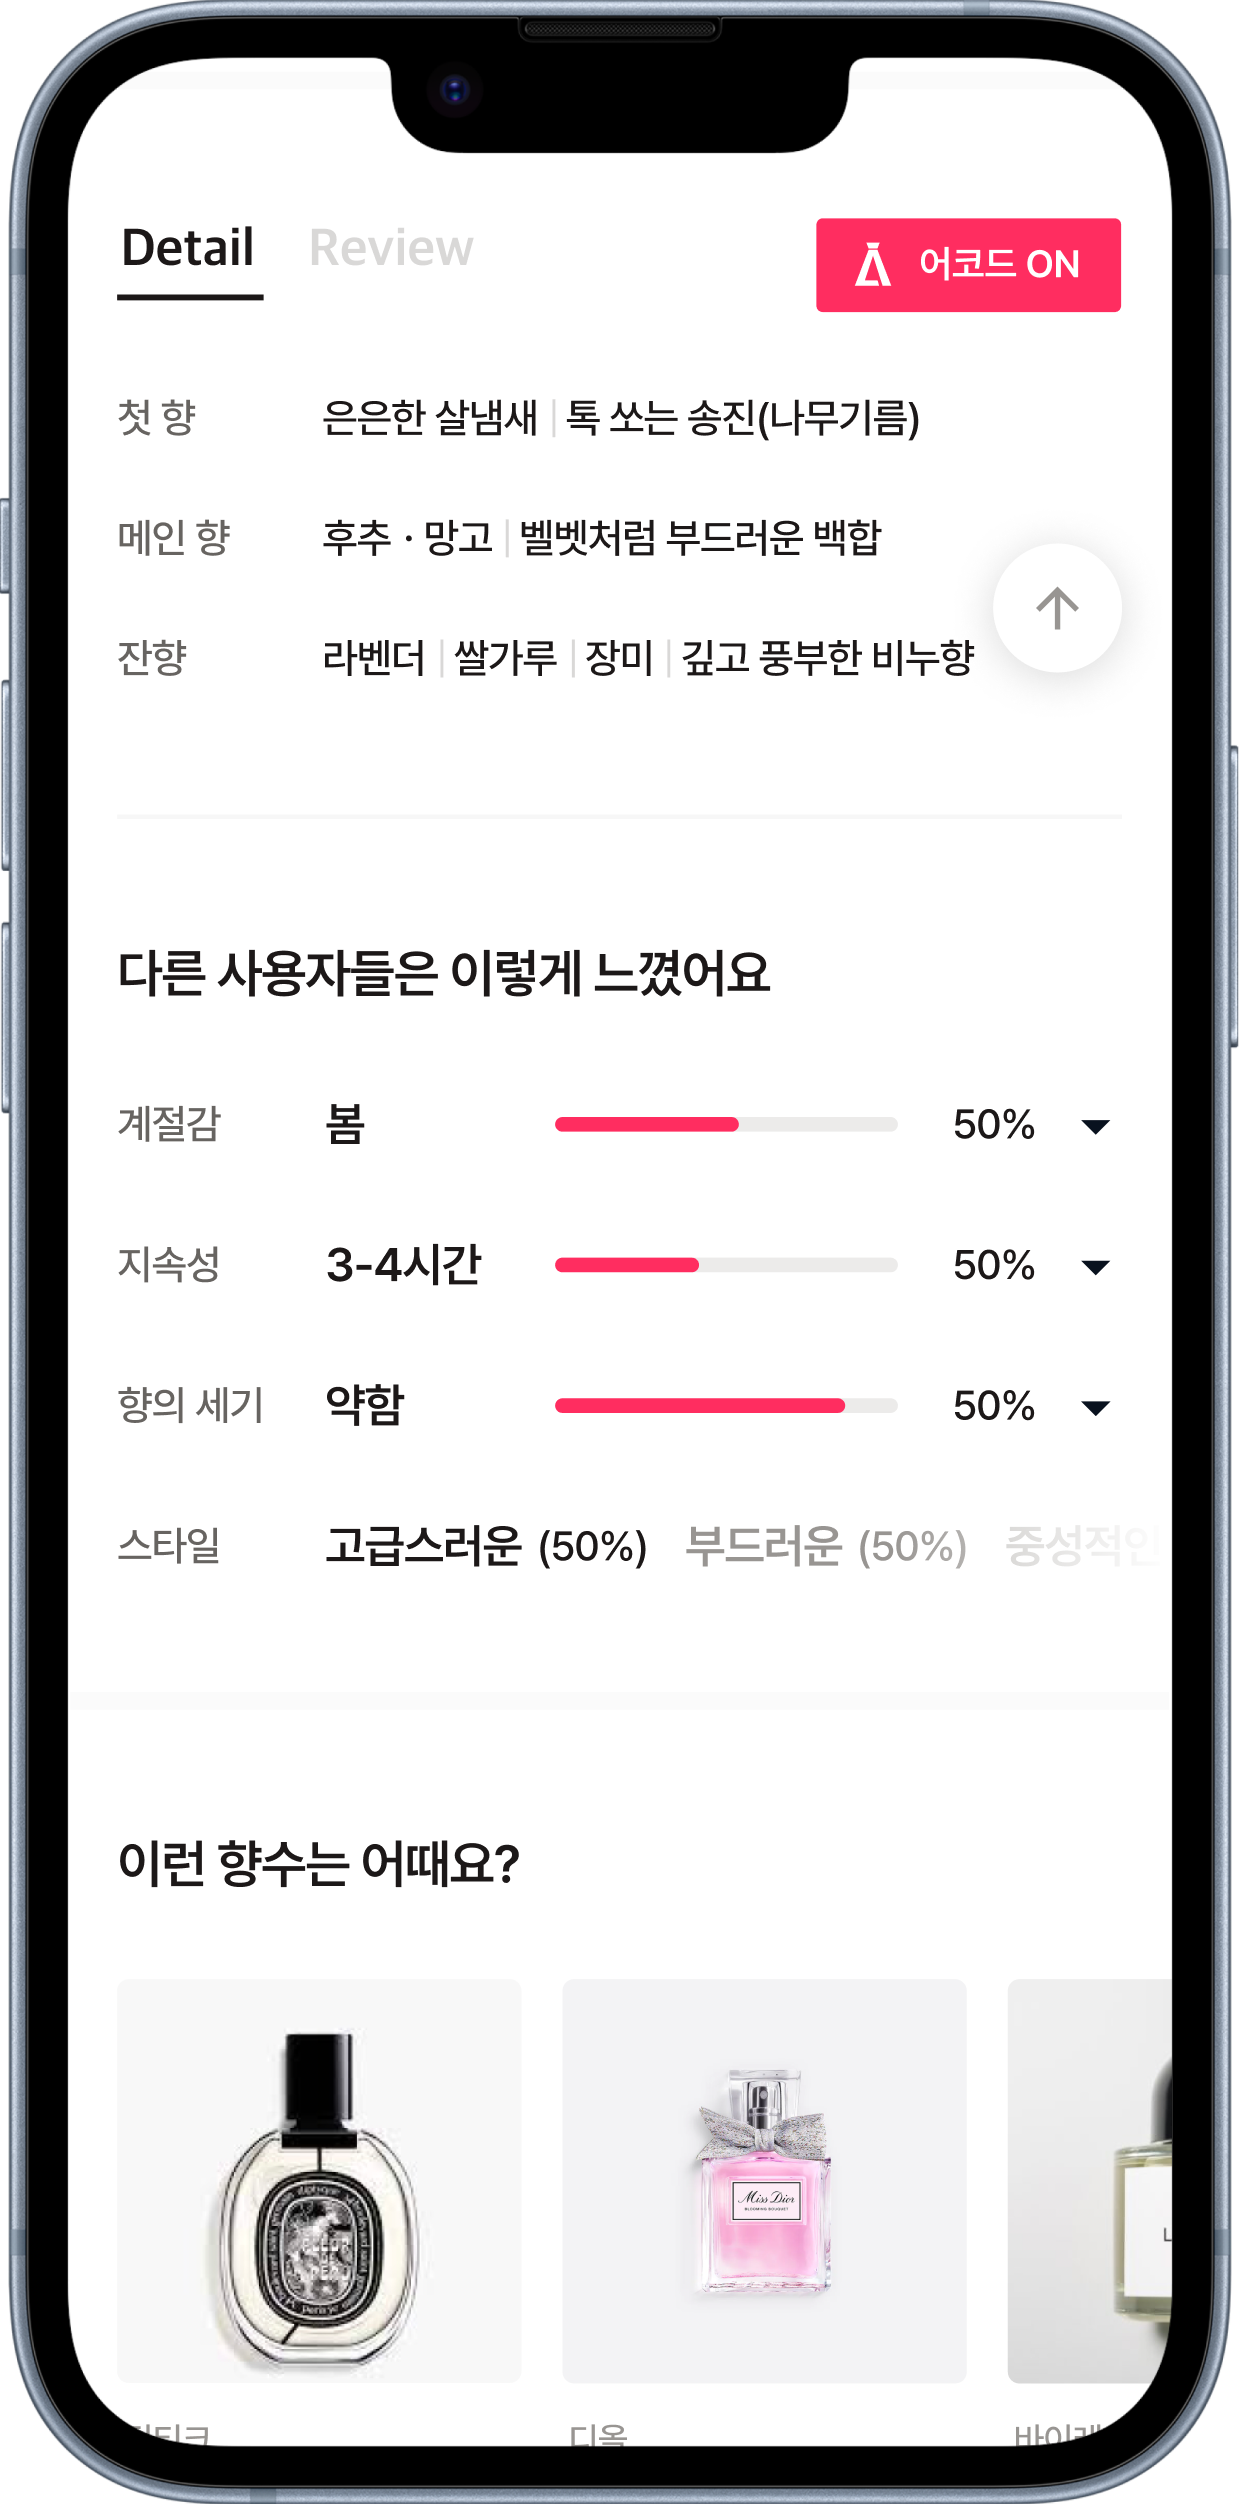 Detail Review 어코드 ON
첫 향 은은한 살냄새 | 톡 쏘는 송진(나무기름)
메인 향 후추 · 망고 | 벨벳처럼 부드러운 백합
잔향 라벤더 | 쌀가루 | 장미 | 깊고 풍부한 비누향
다른 사용자들은 이렇게 느꼈어요
계절감 봄 50%
지속성 3-4시간 50%
향의 세기 약함 50%
스타일 고급스러운 (50%) 부드러운 (50%) 중성적인
이런 향수는 어때요?
Miss Dior
BLOOMING BOUQUET
디올